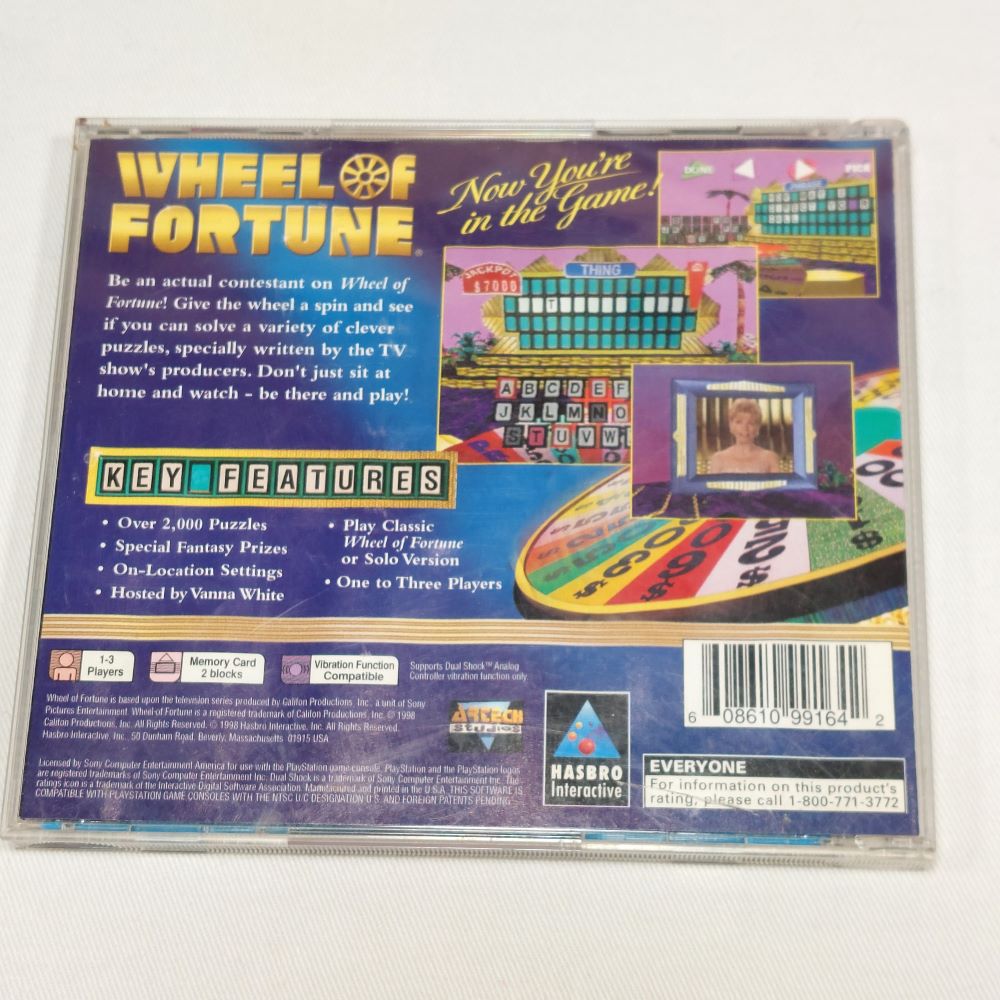 WHEEL OF
FORTUNE®
Now You're
in the Game!
Be an actual contestant on Wheel of
Fortune! Give the wheel a spin and see
if you can solve a variety of clever
puzzles, specially written by the TV
show's producers. Don't just sit at
home and watch - be there and play!
DONE
PICK
PHRASE
JACKPOT
$7000
THING
T
A B C D E F
J K L M N O
S T U V W
KEY FEATURES
• Over 2,000 Puzzles
• Special Fantasy Prizes
• On-Location Settings
• Hosted by Vanna White
• Play Classic
Wheel of Fortune
or Solo Version
• One to Three Players
1-3
Players
Memory Card
2 blocks
Vibration Function
Compatible
Supports Dual Shock™ Analog
Controller vibration function only.
Wheel of Fortune is based upon the television series produced by Califon Productions, Inc., a unit of Sony
Pictures Entertainment. Wheel of Fortune is a registered trademark of Califon Productions, Inc. © 1998
Califon Productions, Inc. All Rights Reserved. © 1998 Hasbro Interactive, Inc. All Rights Reserved.
Hasbro Interactive, Inc., 50 Dunham Road, Beverly, Massachusetts 01915 USA
Licensed by Sony Computer Entertainment America for use with the PlayStation game console. PlayStation and the PlayStation logos
are registered trademarks of Sony Computer Entertainment Inc. Dual Shock is a trademark of Sony Computer Entertainment Inc. The
ratings icon is a trademark of the Interactive Digital Software Association. Manufactured and printed in the U.S.A. THIS SOFTWARE IS
COMPATIBLE WITH PLAYSTATION GAME CONSOLES WITH THE NTSC U/C DESIGNATION. U.S. AND FOREIGN PATENTS PENDING.
ARTECH
STUDIOS
HASBRO
Interactive
6 08610 99164 2
EVERYONE
For information on this product's
rating, please call 1-800-771-3772